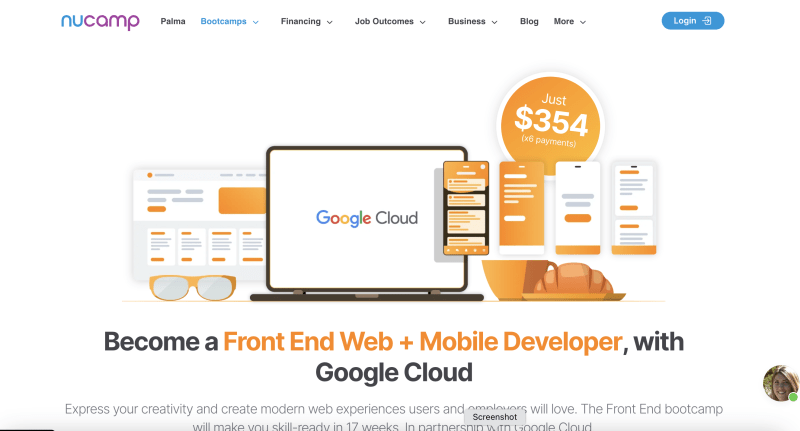 nucamp Palma Bootcamps Financing Job Outcomes Business Blog More Login
Just
$354
(x6 payments)
Google Cloud
Become a Front End Web + Mobile Developer, with
Google Cloud
Express your creativity and create modern web experiences users and employers will love. The Front End bootcamp
Screenshot
will make you skill-ready in 17 weeks. In partnership with Google Cloud